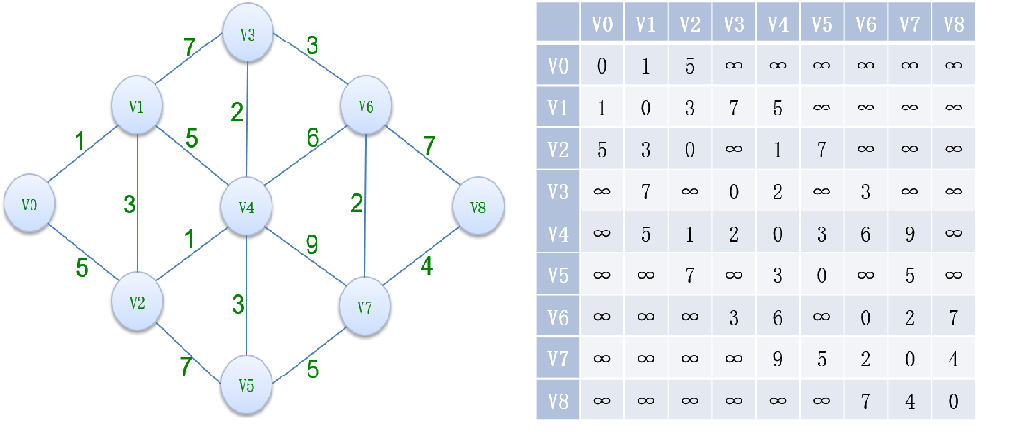 V3
7
3
V1
V6
2
1
5
6
7
V0
3
V4
2
V8
5
1
9
4
V2
3
V7
7
5
V5
V0 V1 V2 V3 V4 V5 V6 V7 V8
V0 0 1 5 ∞ ∞ ∞ ∞ ∞ ∞
V1 1 0 3 7 5 ∞ ∞ ∞ ∞
V2 5 3 0 ∞ 1 7 ∞ ∞ ∞
V3 ∞ 7 ∞ 0 2 ∞ 3 ∞ ∞
V4 ∞ 5 1 2 0 3 6 9 ∞
V5 ∞ ∞ 7 ∞ 3 0 ∞ 5 ∞
V6 ∞ ∞ ∞ 3 6 ∞ 0 2 7
V7 ∞ ∞ ∞ ∞ 9 5 2 0 4
V8 ∞ ∞ ∞ ∞ ∞ ∞ 7 4 0